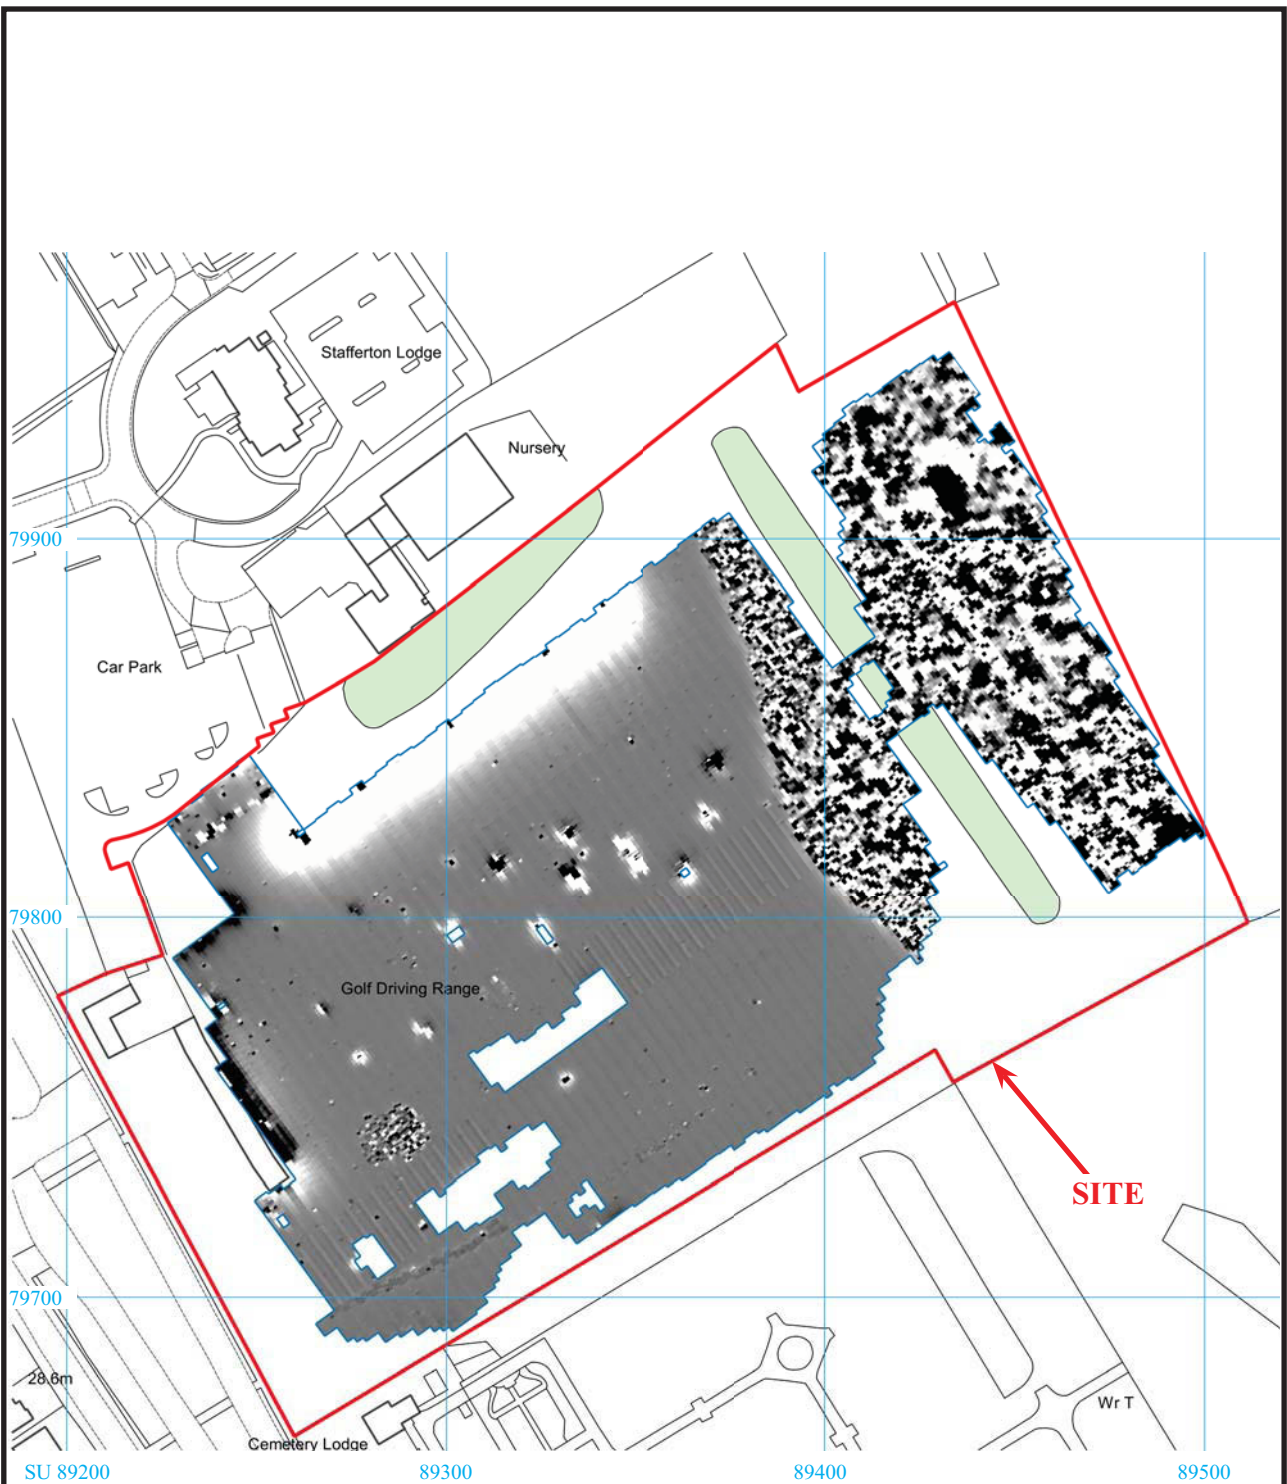 Stafferton Lodge
Nursery
79900
Car Park
79800
Golf Driving Range
SITE
79700
28.6m
Wr T
Cemetery Lodge
SU 89200
89300
89400
89500